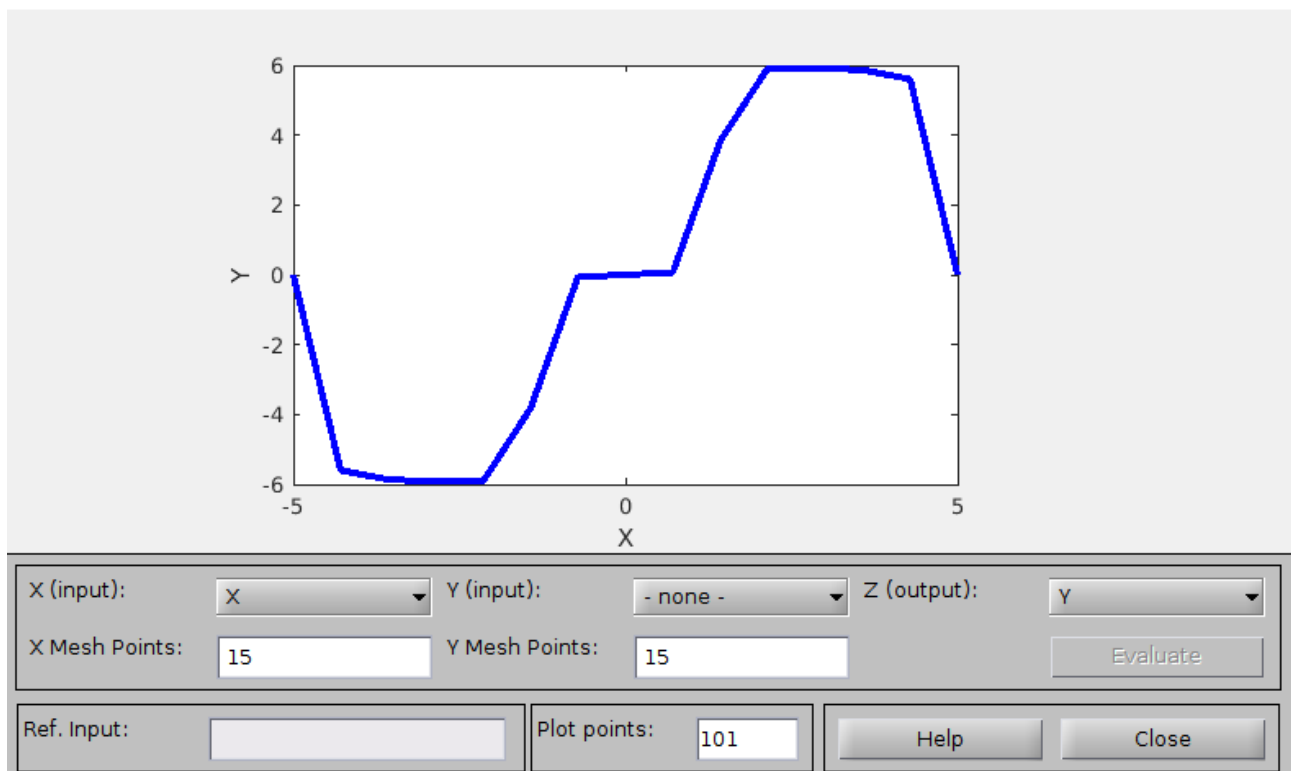 6
4
2
Y 0
-2
-4
-6
-5 0 5
X
X (input): X Y (input): - none - Z (output): Y
X Mesh Points: 15 Y Mesh Points: 15 Evaluate
Ref. Input: Plot points: 101 Help Close